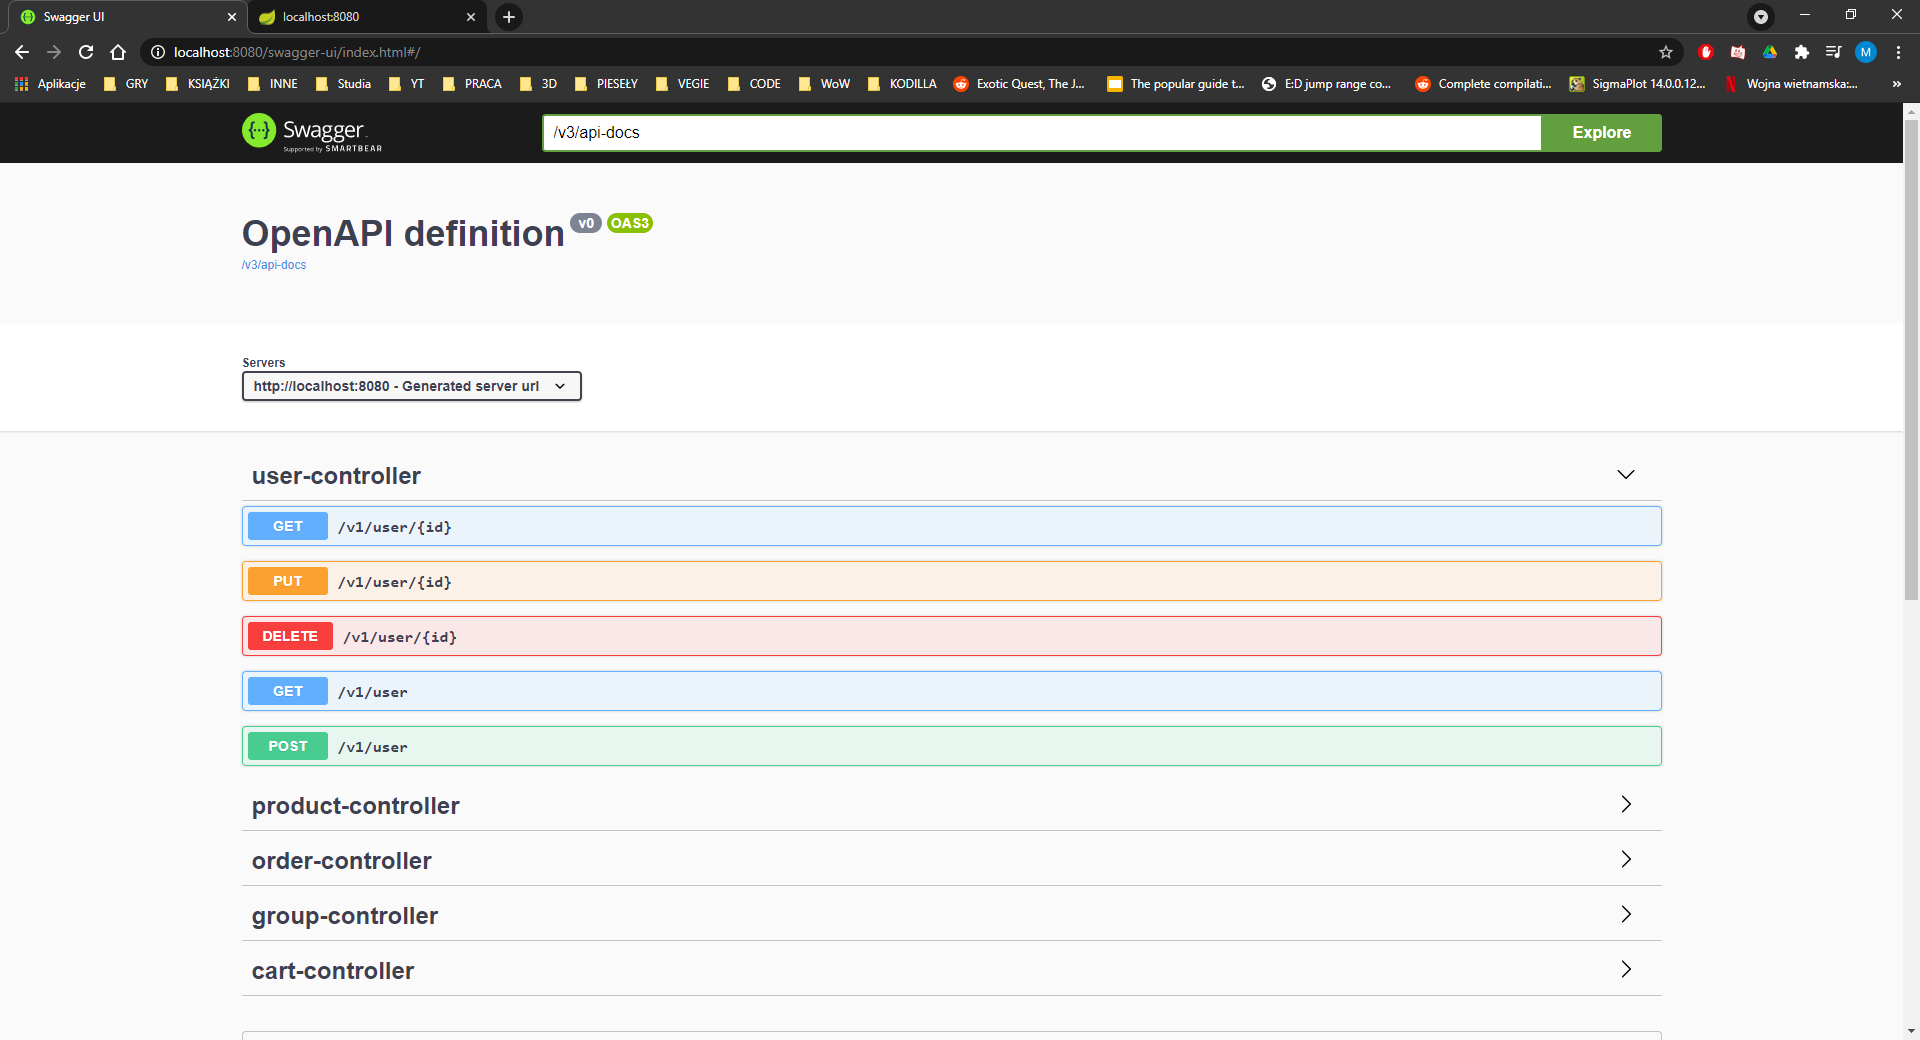 Swagger UI
localhost:8080
localhost:8080/swagger-ui/index.html#/
M
Aplikacje GRY KSIĄŻKI INNE Studia YT PRACA 3D PIESEŁY VEGIE CODE WoW KODILLA Exotic Quest, The J... The popular guide t... E:D jump range co... Complete compilati... SigmaPlot 14.0.0.12... Wojna wietnamska:... »
{···} Swagger
Supported by SMARTBEAR
/v3/api-docs
Explore
OpenAPI definition v0 OAS3
/v3/api-docs
Servers
http://localhost:8080 - Generated server url
user-controller
GET /v1/user/{id}
PUT /v1/user/{id}
DELETE /v1/user/{id}
GET /v1/user
POST /v1/user
product-controller
order-controller
group-controller
cart-controller